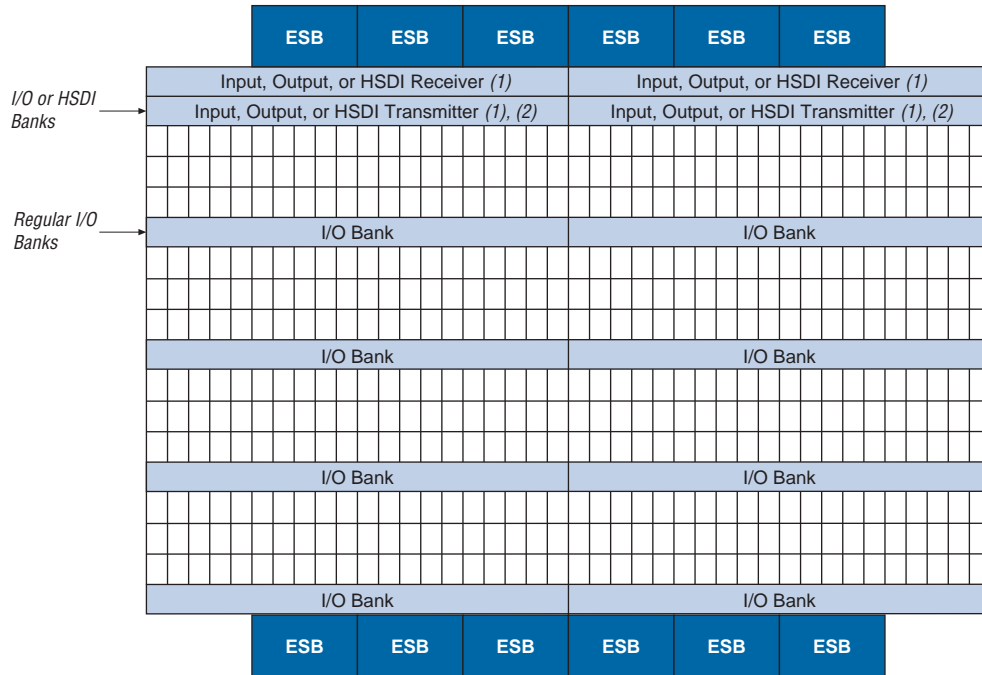 ESB ESB ESB ESB ESB ESB
Input, Output, or HSDI Receiver (1) Input, Output, or HSDI Receiver (1)
I/O or HSDI
Banks
Input, Output, or HSDI Transmitter (1), (2) Input, Output, or HSDI Transmitter (1), (2)
Regular I/O
Banks
I/O Bank I/O Bank
I/O Bank I/O Bank
I/O Bank I/O Bank
I/O Bank I/O Bank
ESB ESB ESB ESB ESB ESB